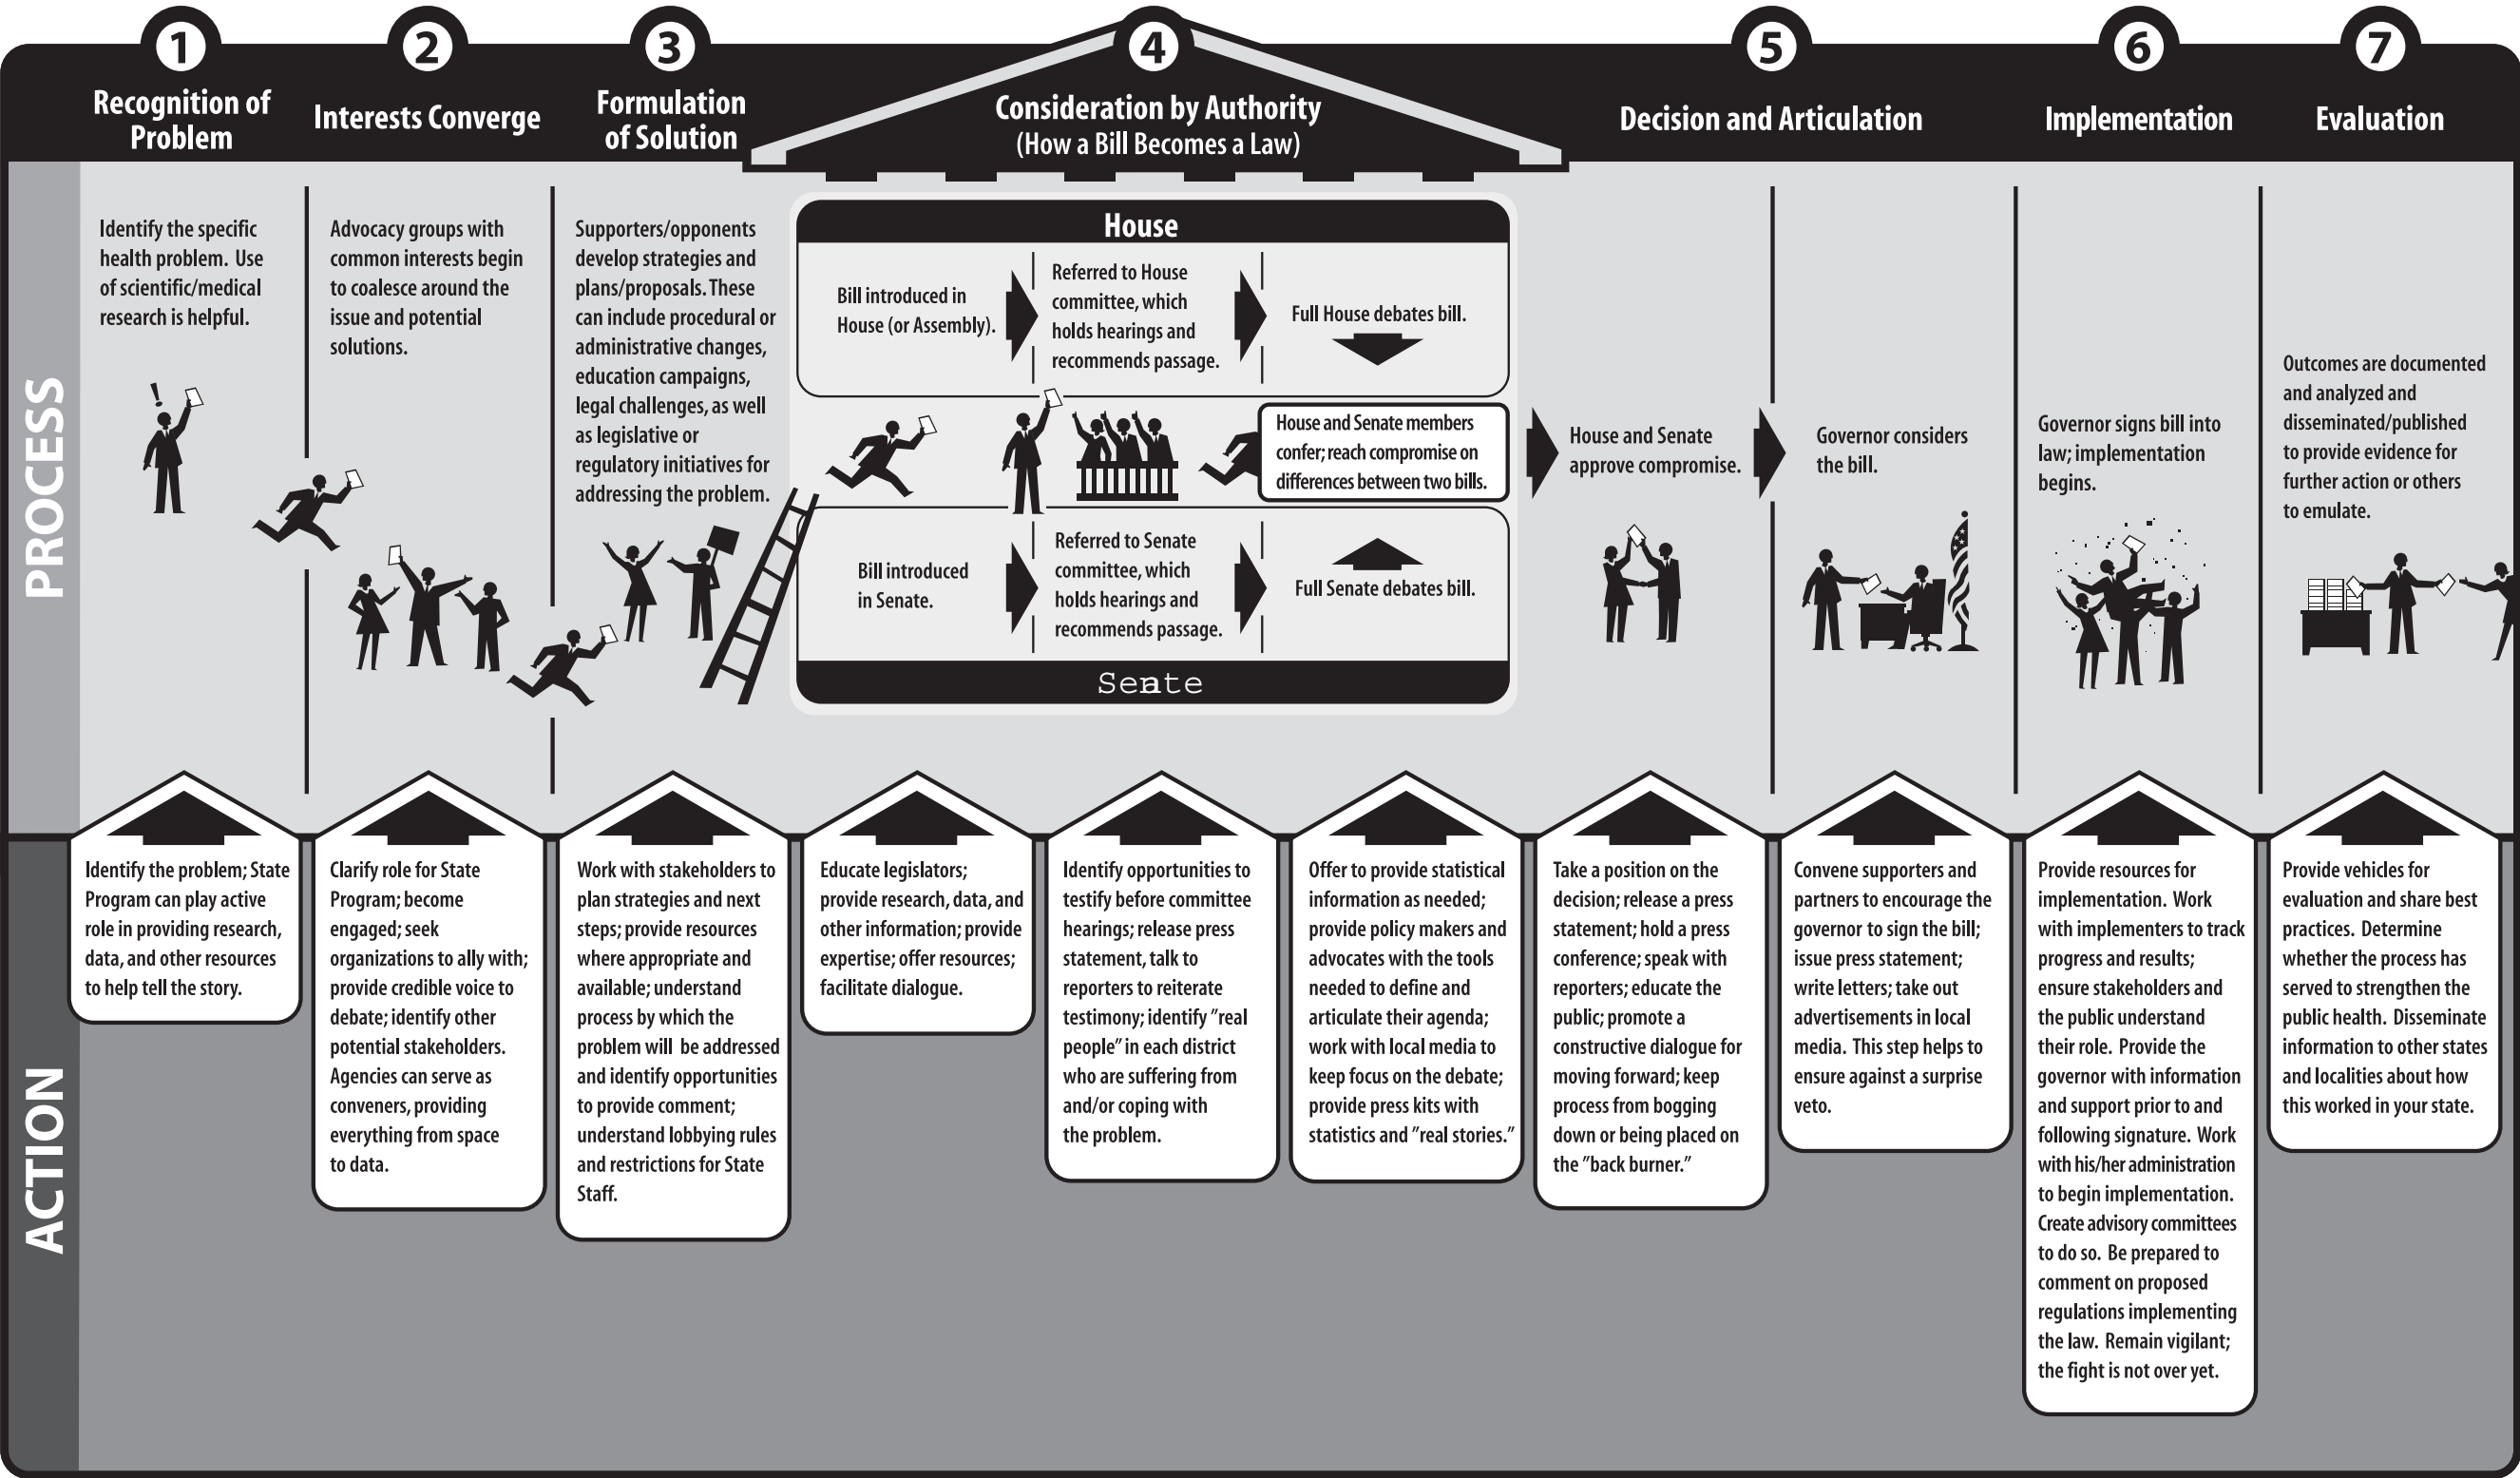 1
Recognition of
Problem
2
Interests Converge
3
Formulation
of Solution
4
Consideration by Authority
(How a Bill Becomes a Law)
5
Decision and Articulation
6
Implementation
7
Evaluation
PROCESS
Identify the specific
health problem. Use
of scientific/medical
research is helpful.
!
Advocacy groups with
common interests begin
to coalesce around the
issue and potential
solutions.
Supporters/opponents
develop strategies and
plans/proposals. These
can include procedural or
administrative changes,
education campaigns,
legal challenges, as well
as legislative or
regulatory initiatives for
addressing the problem.
House
Bill introduced in
House (or Assembly).
Referred to House
committee, which
holds hearings and
recommends passage.
Full House debates bill.
House and Senate members
confer; reach compromise on
differences between two bills.
Bill introduced
in Senate.
Referred to Senate
committee, which
holds hearings and
recommends passage.
Full Senate debates bill.
Senate
House and Senate
approve compromise.
Governor considers
the bill.
Governor signs bill into
law; implementation
begins.
Outcomes are documented
and analyzed and
disseminated/published
to provide evidence for
further action or others
to emulate.
ACTION
Identify the problem; State
Program can play active
role in providing research,
data, and other resources
to help tell the story.
Clarify role for State
Program; become
engaged; seek
organizations to ally with;
provide credible voice to
debate; identify other
potential stakeholders.
Agencies can serve as
conveners, providing
everything from space
to data.
Work with stakeholders to
plan strategies and next
steps; provide resources
where appropriate and
available; understand
process by which the
problem will be addressed
and identify opportunities
to provide comment;
understand lobbying rules
and restrictions for State
Staff.
Educate legislators;
provide research, data, and
other information; provide
expertise; offer resources;
facilitate dialogue.
Identify opportunities to
testify before committee
hearings; release press
statement, talk to
reporters to reiterate
testimony; identify "real
people" in each district
who are suffering from
and/or coping with
the problem.
Offer to provide statistical
information as needed;
provide policy makers and
advocates with the tools
needed to define and
articulate their agenda;
work with local media to
keep focus on the debate;
provide press kits with
statistics and "real stories."
Take a position on the
decision; release a press
statement; hold a press
conference; speak with
reporters; educate the
public; promote a
constructive dialogue for
moving forward; keep
process from bogging
down or being placed on
the "back burner."
Convene supporters and
partners to encourage the
governor to sign the bill;
issue press statement;
write letters; take out
advertisements in local
media. This step helps to
ensure against a surprise
veto.
Provide resources for
implementation. Work
with implementers to track
progress and results;
ensure stakeholders and
the public understand
their role. Provide the
governor with information
and support prior to and
following signature. Work
with his/her administration
to begin implementation.
Create advisory committees
to do so. Be prepared to
comment on proposed
regulations implementing
the law. Remain vigilant;
the fight is not over yet.
Provide vehicles for
evaluation and share best
practices. Determine
whether the process has
served to strengthen the
public health. Disseminate
information to other states
and localities about how
this worked in your state.